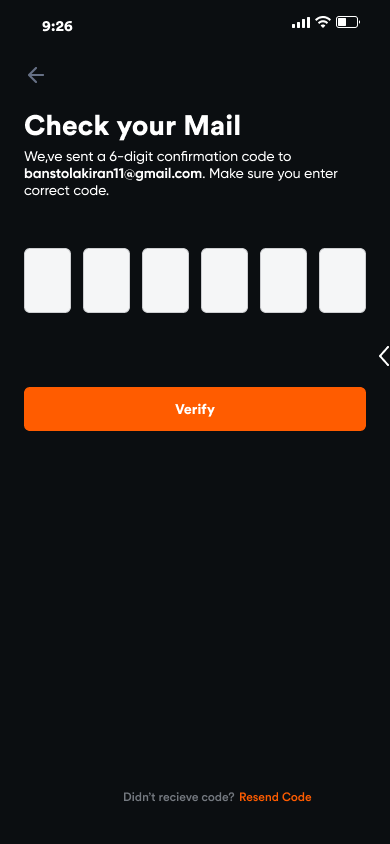 9:26
Check your Mail
We,ve sent a 6-digit confirmation code to
banstolakiran11@gmail.com. Make sure you enter
correct code.
Verify
Didn't recieve code? Resend Code